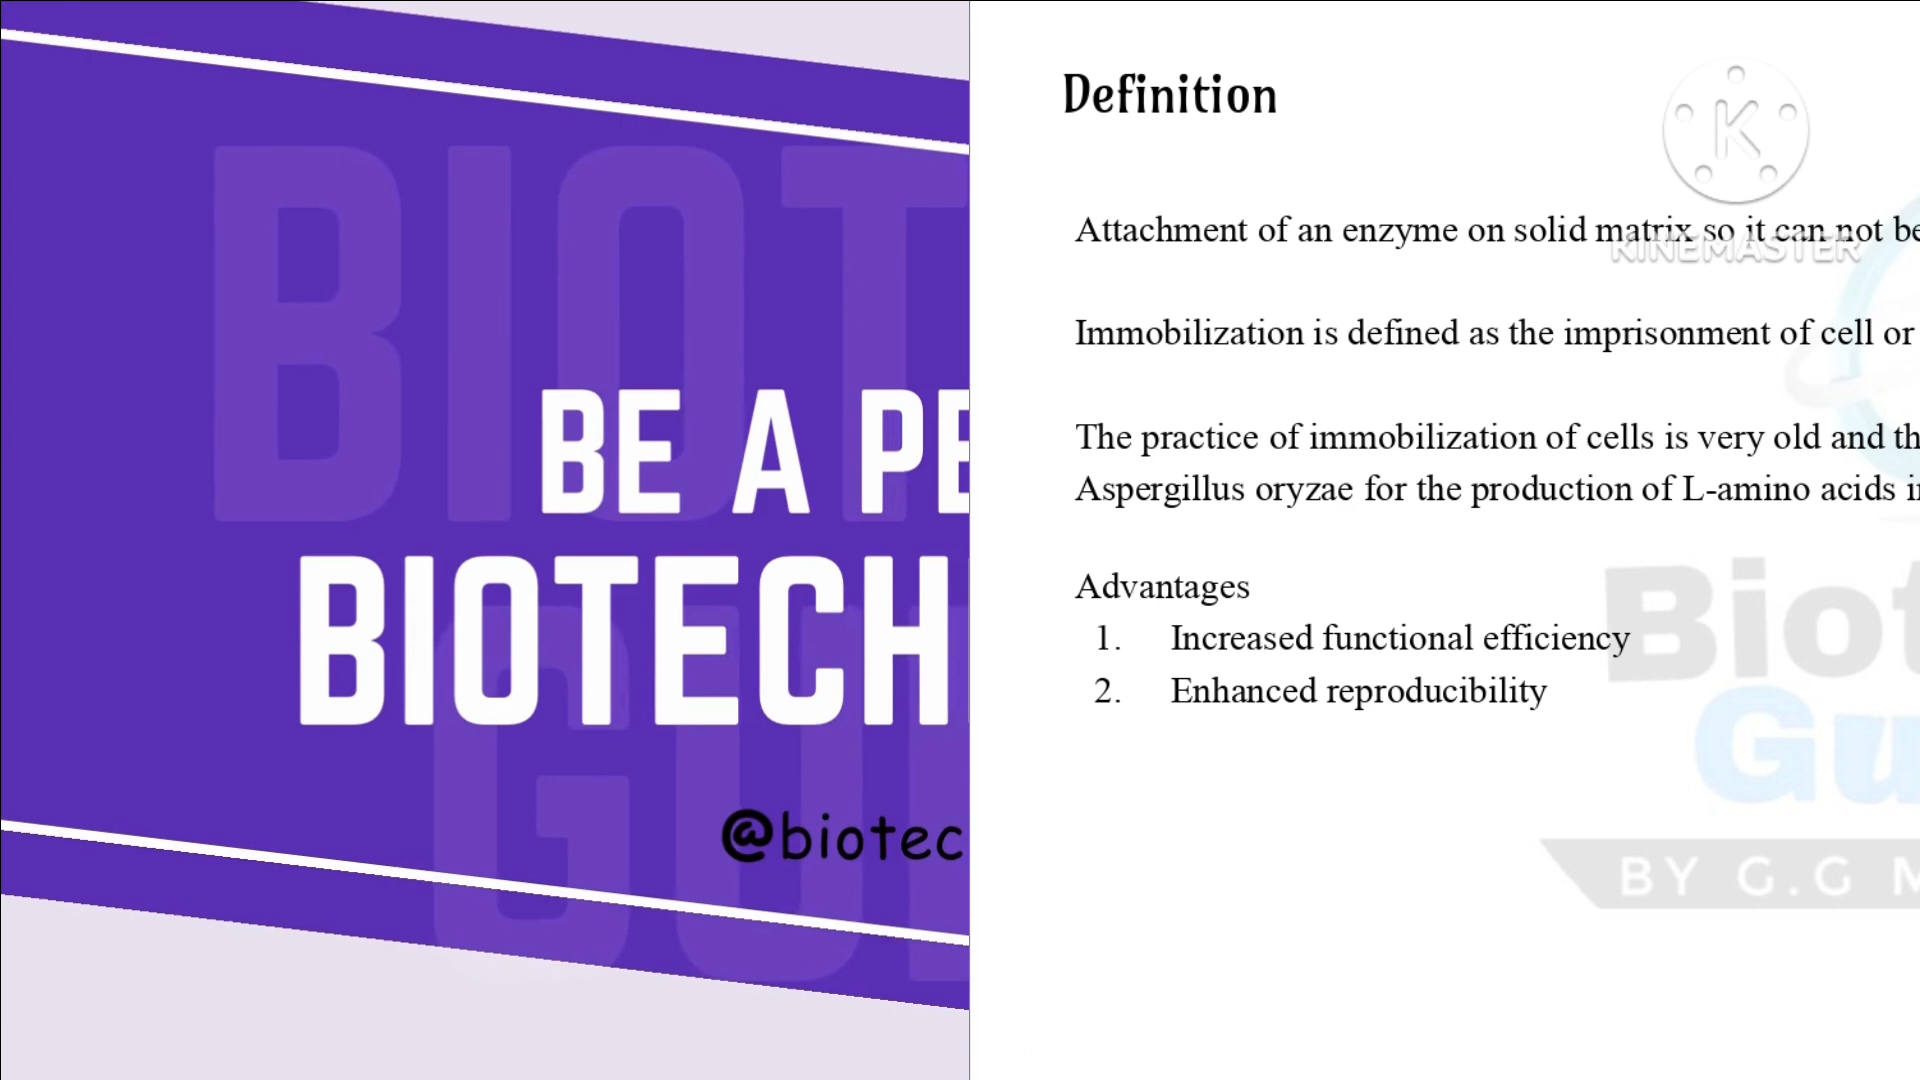 BIOT
BE A PE
BIOTECH
GUI
@biotec
Definition
KINEMASTER
Attachment of an enzyme on solid matrix so it can not be
Immobilization is defined as the imprisonment of cell or
The practice of immobilization of cells is very old and th
Aspergillus oryzae for the production of L-amino acids in
Advantages
1. Increased functional efficiency
2. Enhanced reproducibility
Biot
Gu
BY G.G M